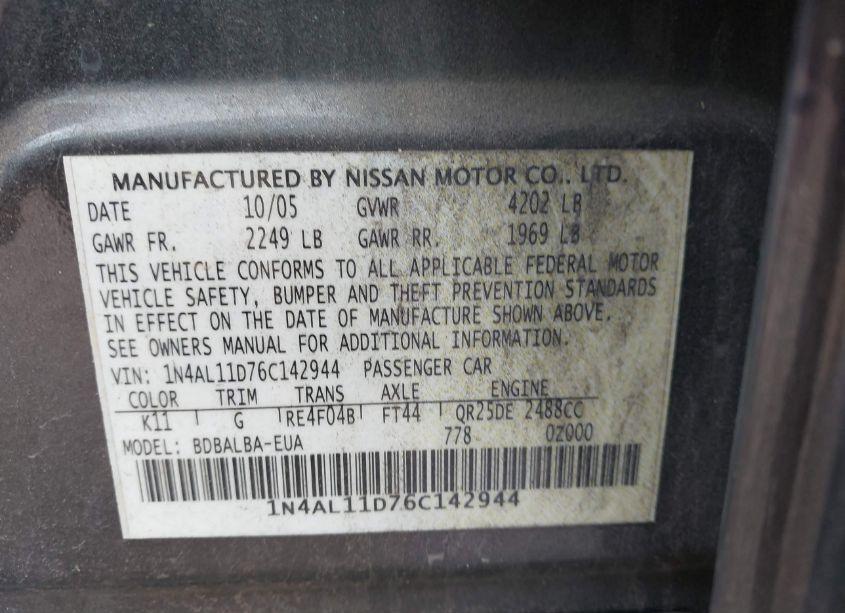 MANUFACTURED BY NISSAN MOTOR CO., LTD.
DATE 10/05 GVWR 4202 LB
GAWR FR. 2249 LB GAWR RR. 1969 LB
THIS VEHICLE CONFORMS TO ALL APPLICABLE FEDERAL MOTOR
VEHICLE SAFETY, BUMPER AND THEFT PREVENTION STANDARDS
IN EFFECT ON THE DATE OF MANUFACTURE SHOWN ABOVE.
SEE OWNERS MANUAL FOR ADDITIONAL INFORMATION.
VIN: 1N4AL11D76C142944 PASSENGER CAR
COLOR TRIM TRANS AXLE ENGINE
K11 G RE4F04B FT44 QR25DE 2488CC
MODEL: BDBALBA-EUA 778 0Z000
1N4AL11D76C142944